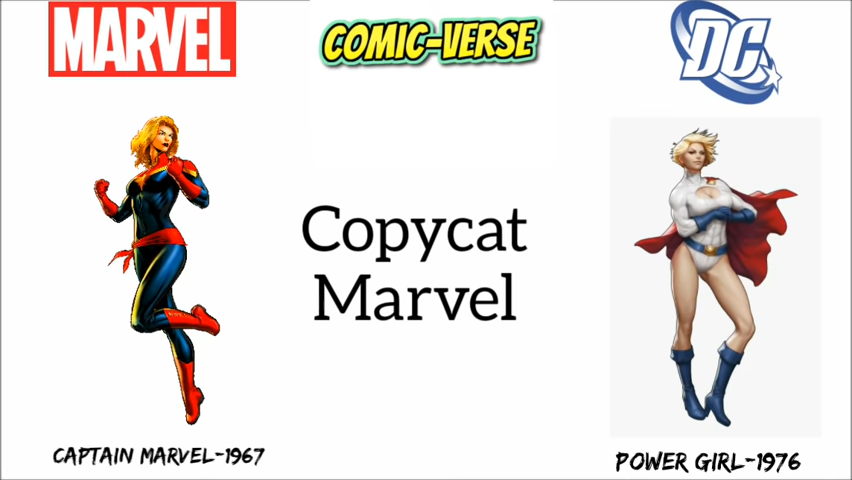 MARVEL
COMIC-VERSE
DC
Copycat
Marvel
CAPTAIN MARVEL-1967
POWER GIRL-1976